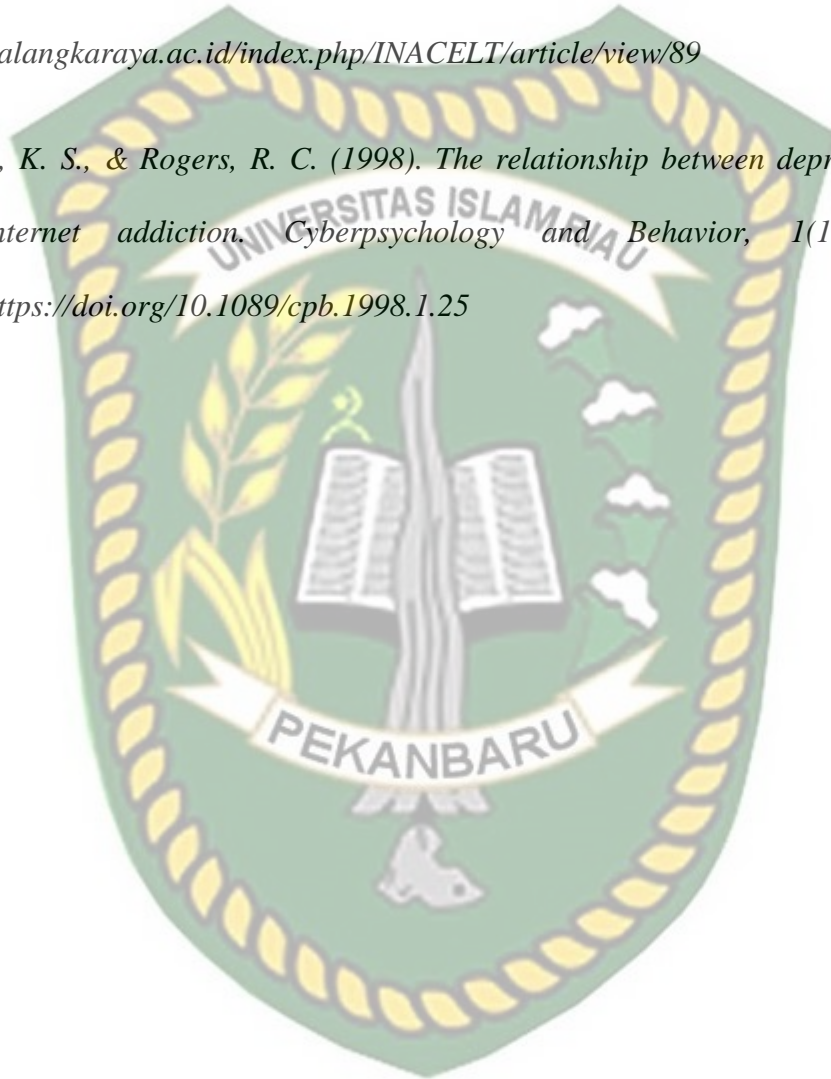 alangkaraya.ac.id/index.php/INACELT/article/view/89
, K. S., & Rogers, R. C. (1998). The relationship between depr
nternet addiction. Cyberpsychology and Behavior, 1(1
ttps://doi.org/10.1089/cpb.1998.1.25
UNIVERSITAS ISLAM RIAU
PEKANBARU